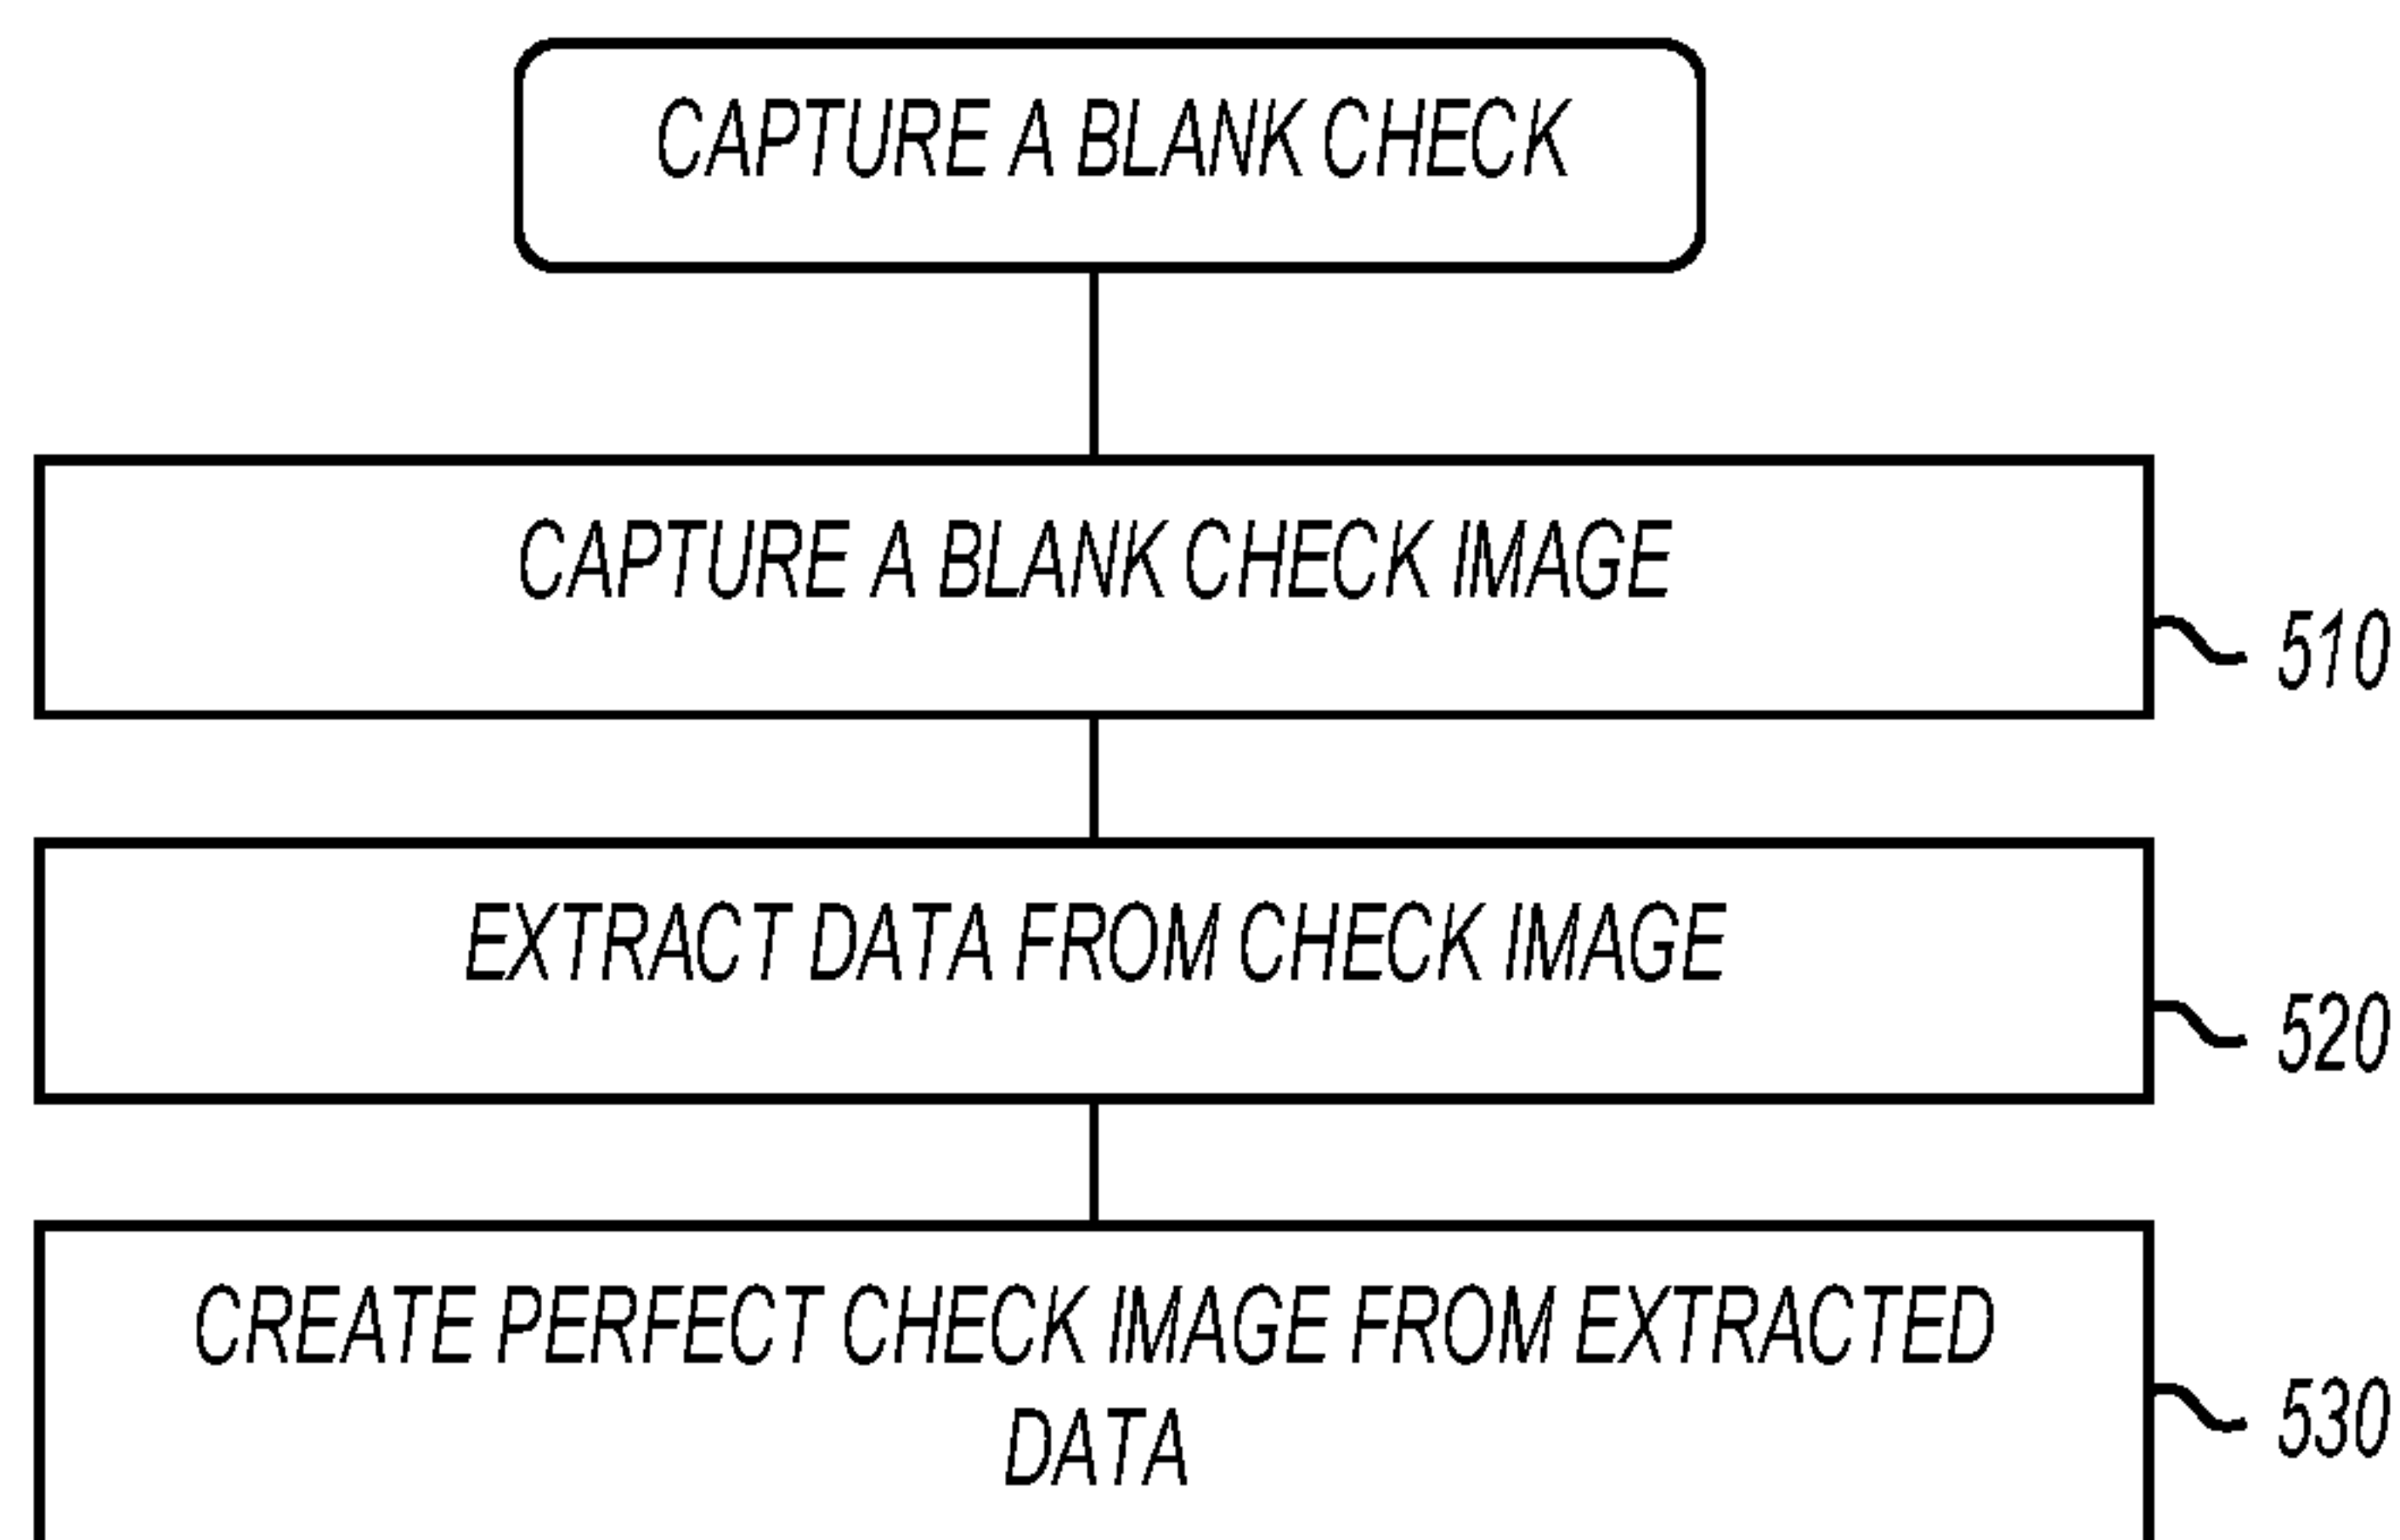 CAPTURE A BLANK CHECK
CAPTURE A BLANK CHECK IMAGE
510
EXTRACT DATA FROM CHECK IMAGE
520
CREATE PERFECT CHECK IMAGE FROM EXTRACTED
DATA
530